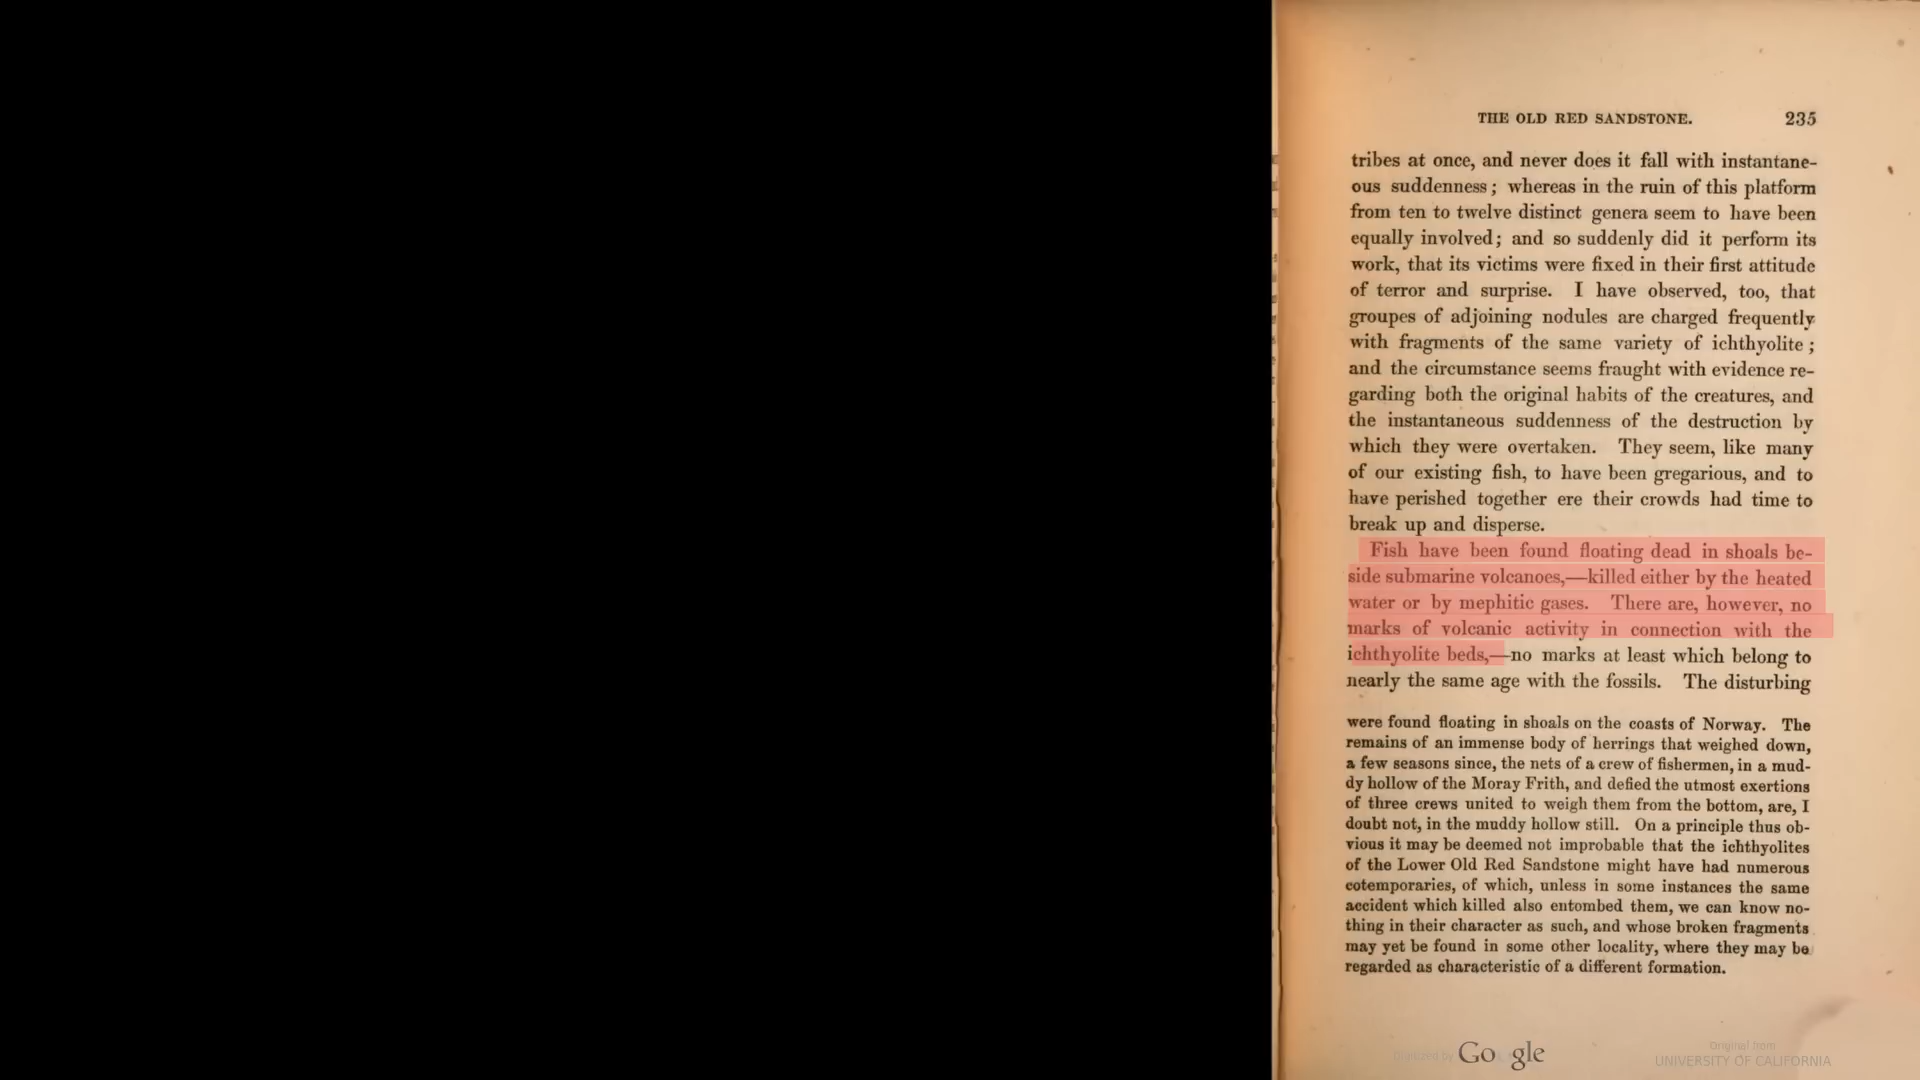 THE OLD RED SANDSTONE. 235
tribes at once, and never does it fall with instantane-
ous suddenness; whereas in the ruin of this platform
from ten to twelve distinct genera seem to have been
equally involved; and so suddenly did it perform its
work, that its victims were fixed in their first attitude
of terror and surprise. I have observed, too, that
groupes of adjoining nodules are charged frequently
with fragments of the same variety of ichthyolite;
and the circumstance seems fraught with evidence re-
garding both the original habits of the creatures, and
the instantaneous suddenness of the destruction by
which they were overtaken. They seem, like many
of our existing fish, to have been gregarious, and to
have perished together ere their crowds had time to
break up and disperse.
Fish have been found floating dead in shoals be-
side submarine volcanoes,—killed either by the heated
water or by mephitic gases. There are, however, no
marks of volcanic activity in connection with the
ichthyolite beds,—no marks at least which belong to
nearly the same age with the fossils. The disturbing
were found floating in shoals on the coasts of Norway. The
remains of an immense body of herrings that weighed down,
a few seasons since, the nets of a crew of fishermen, in a mud-
dy hollow of the Moray Frith, and defied the utmost exertions
of three crews united to weigh them from the bottom, are, I
doubt not, in the muddy hollow still. On a principle thus ob-
vious it may be deemed not improbable that the ichthyolites
of the Lower Old Red Sandstone might have had numerous
cotemporaries, of which, unless in some instances the same
accident which killed also entombed them, we can know no-
thing in their character as such, and whose broken fragments
may yet be found in some other locality, where they may be
regarded as characteristic of a different formation.
Digitized by Google
Original from
UNIVERSITY OF CALIFORNIA